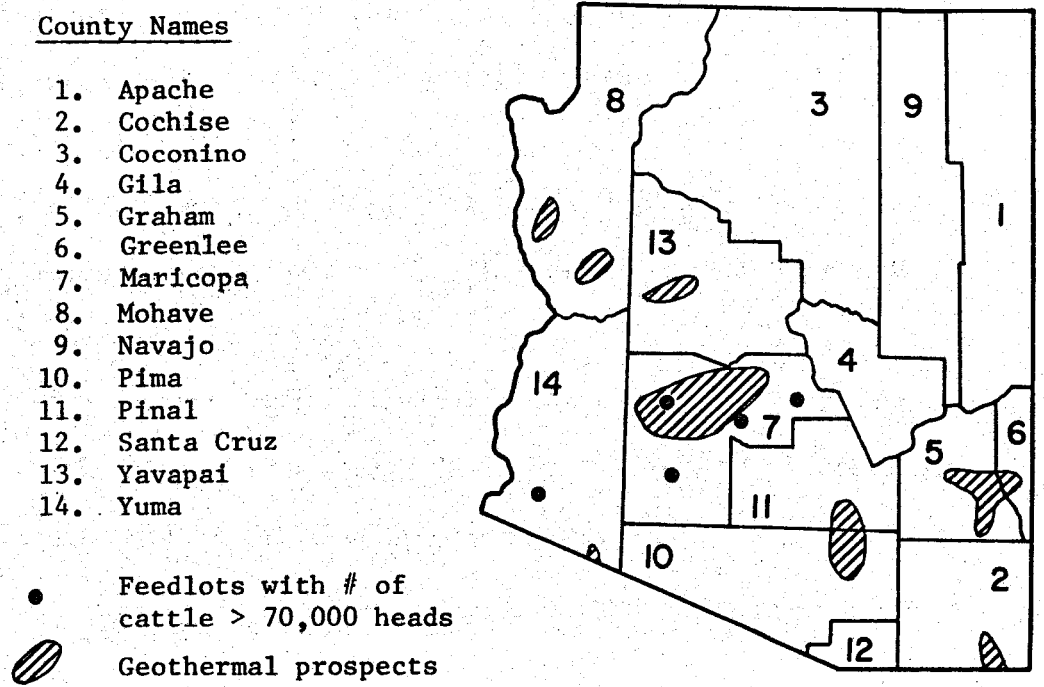 County Names
1. Apache
2. Cochise
3. Coconino
4. Gila
5. Graham
6. Greenlee
7. Maricopa
8. Mohave
9. Navajo
10. Pima
11. Pinal
12. Santa Cruz
13. Yavapai
14. Yuma
Feedlots with # of
cattle > 70,000 heads
Geothermal prospects
8
3
9
1
13
14
4
7
5
6
11
10
2
12